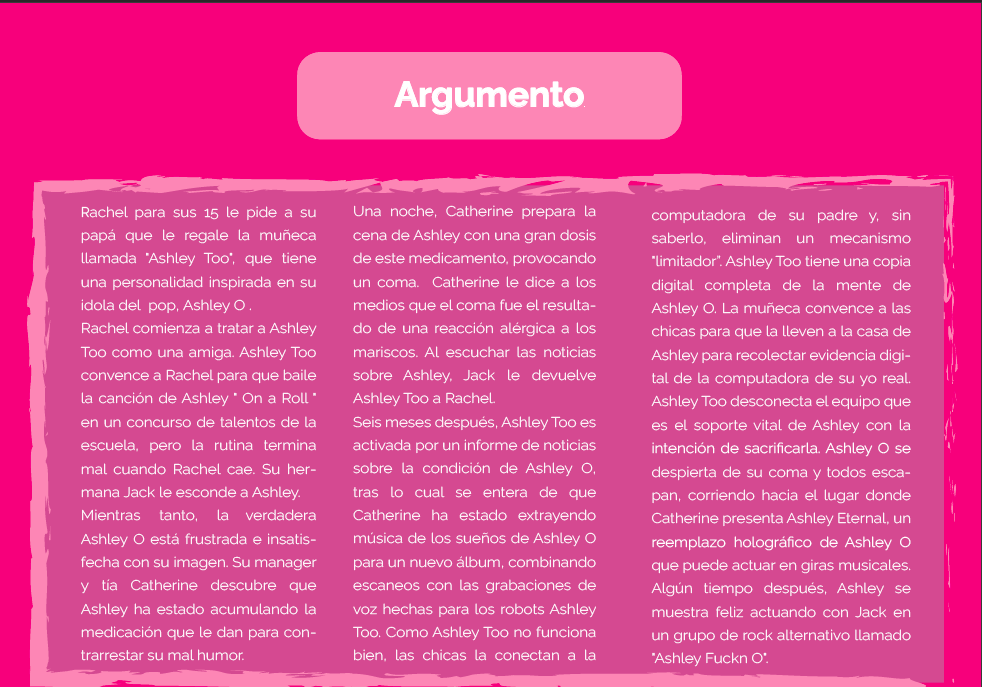 Argumento
Rachel para sus 15 le pide a su
papá que le regale la muñeca
llamada "Ashley Too", que tiene
una personalidad inspirada en su
idola del pop, Ashley O .
Rachel comienza a tratar a Ashley
Too como una amiga. Ashley Too
convence a Rachel para que baile
la canción de Ashley " On a Roll "
en un concurso de talentos de la
escuela, pero la rutina termina
mal cuando Rachel cae. Su her-
mana Jack le esconde a Ashley.
Mientras tanto, la verdadera
Ashley O está frustrada e insatis-
fecha con su imagen. Su manager
y tía Catherine descubre que
Ashley ha estado acumulando la
medicación que le dan para con-
trarrestar su mal humor.
Una noche, Catherine prepara la
cena de Ashley con una gran dosis
de este medicamento, provocando
un coma. Catherine le dice a los
medios que el coma fue el resulta-
do de una reacción alérgica a los
mariscos. Al escuchar las noticias
sobre Ashley, Jack le devuelve
Ashley Too a Rachel.
Seis meses después, Ashley Too es
activada por un informe de noticias
sobre la condición de Ashley O,
tras lo cual se entera de que
Catherine ha estado extrayendo
música de los sueños de Ashley O
para un nuevo álbum, combinando
escaneos con las grabaciones de
voz hechas para los robots Ashley
Too. Como Ashley Too no funciona
bien, las chicas la conectan a la
computadora de su padre y, sin
saberlo, eliminan un mecanismo
"limitador". Ashley Too tiene una copia
digital completa de la mente de
Ashley O. La muñeca convence a las
chicas para que la lleven a la casa de
Ashley para recolectar evidencia digi-
tal de la computadora de su yo real.
Ashley Too desconecta el equipo que
es el soporte vital de Ashley con la
intención de sacrificarla. Ashley O se
despierta de su coma y todos esca-
pan, corriendo hacia el lugar donde
Catherine presenta Ashley Eternal, un
reemplazo holográfico de Ashley O
que puede actuar en giras musicales.
Algún tiempo después, Ashley se
muestra feliz actuando con Jack en
un grupo de rock alternativo llamado
"Ashley Fuckn O".